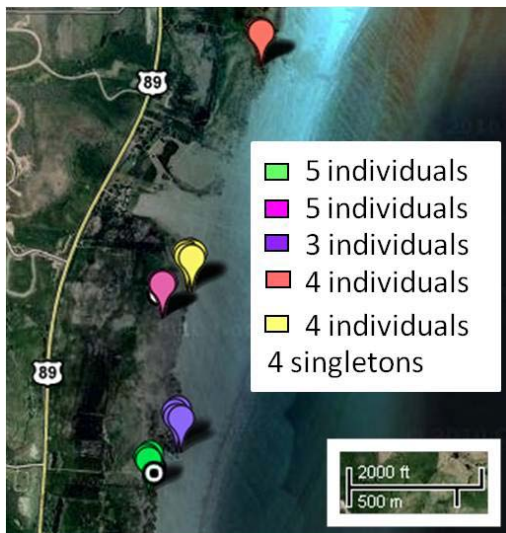 89
5 individuals
5 individuals
3 individuals
4 individuals
4 individuals
4 singletons
89
2000 ft
500 m